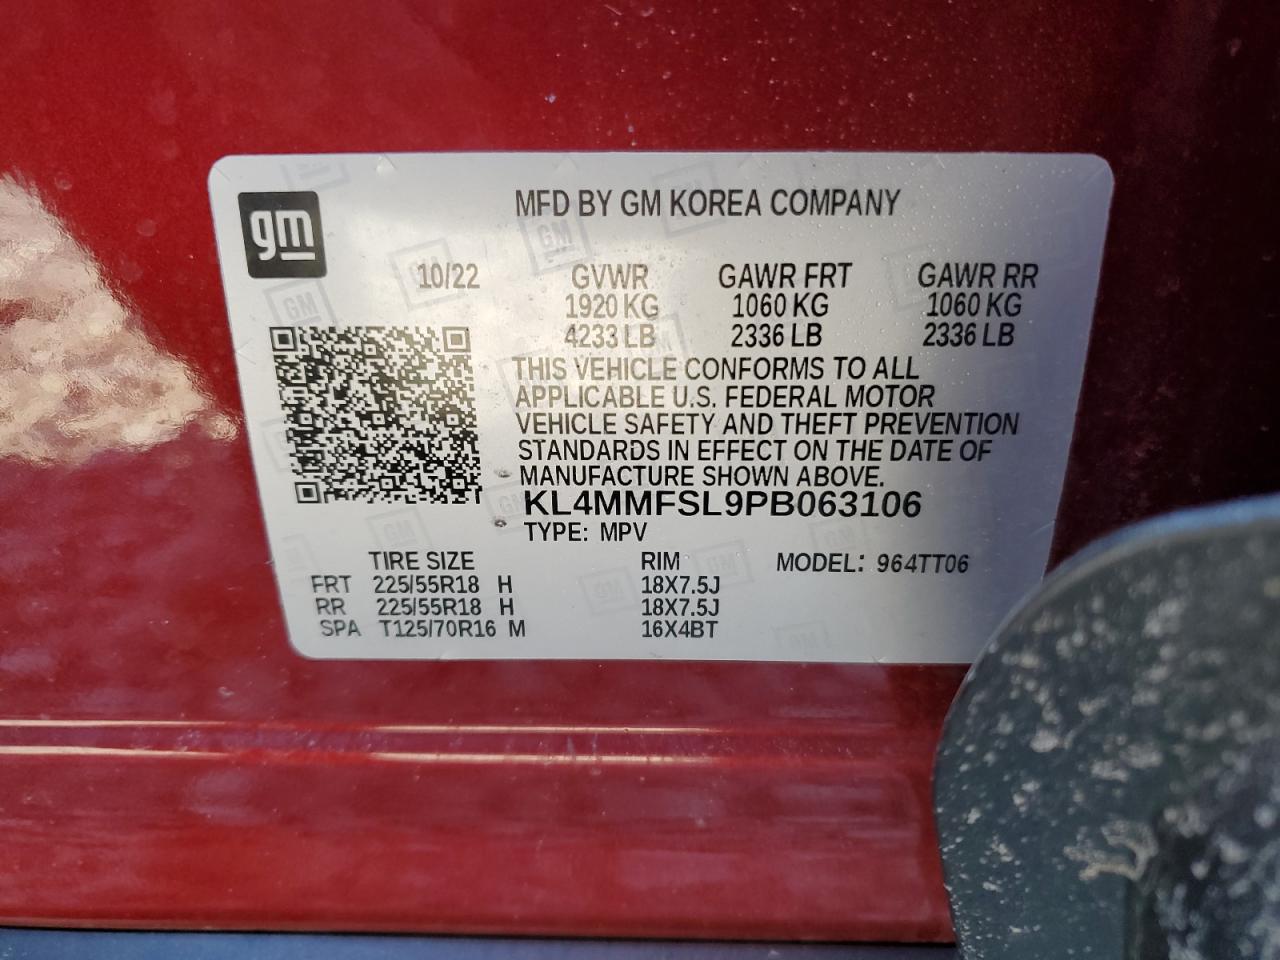 gm
MFD BY GM KOREA COMPANY
10/22 GVWR GAWR FRT GAWR RR
1920 KG 1060 KG 1060 KG
4233 LB 2336 LB 2336 LB
THIS VEHICLE CONFORMS TO ALL
APPLICABLE U.S. FEDERAL MOTOR
VEHICLE SAFETY AND THEFT PREVENTION
STANDARDS IN EFFECT ON THE DATE OF
MANUFACTURE SHOWN ABOVE.
KL4MMFSL9PB063106
TYPE: MPV
TIRE SIZE RIM MODEL: 964TT06
FRT 225/55R18 H 18X7.5J
RR 225/55R18 H 18X7.5J
SPA T125/70R16 M 16X4BT